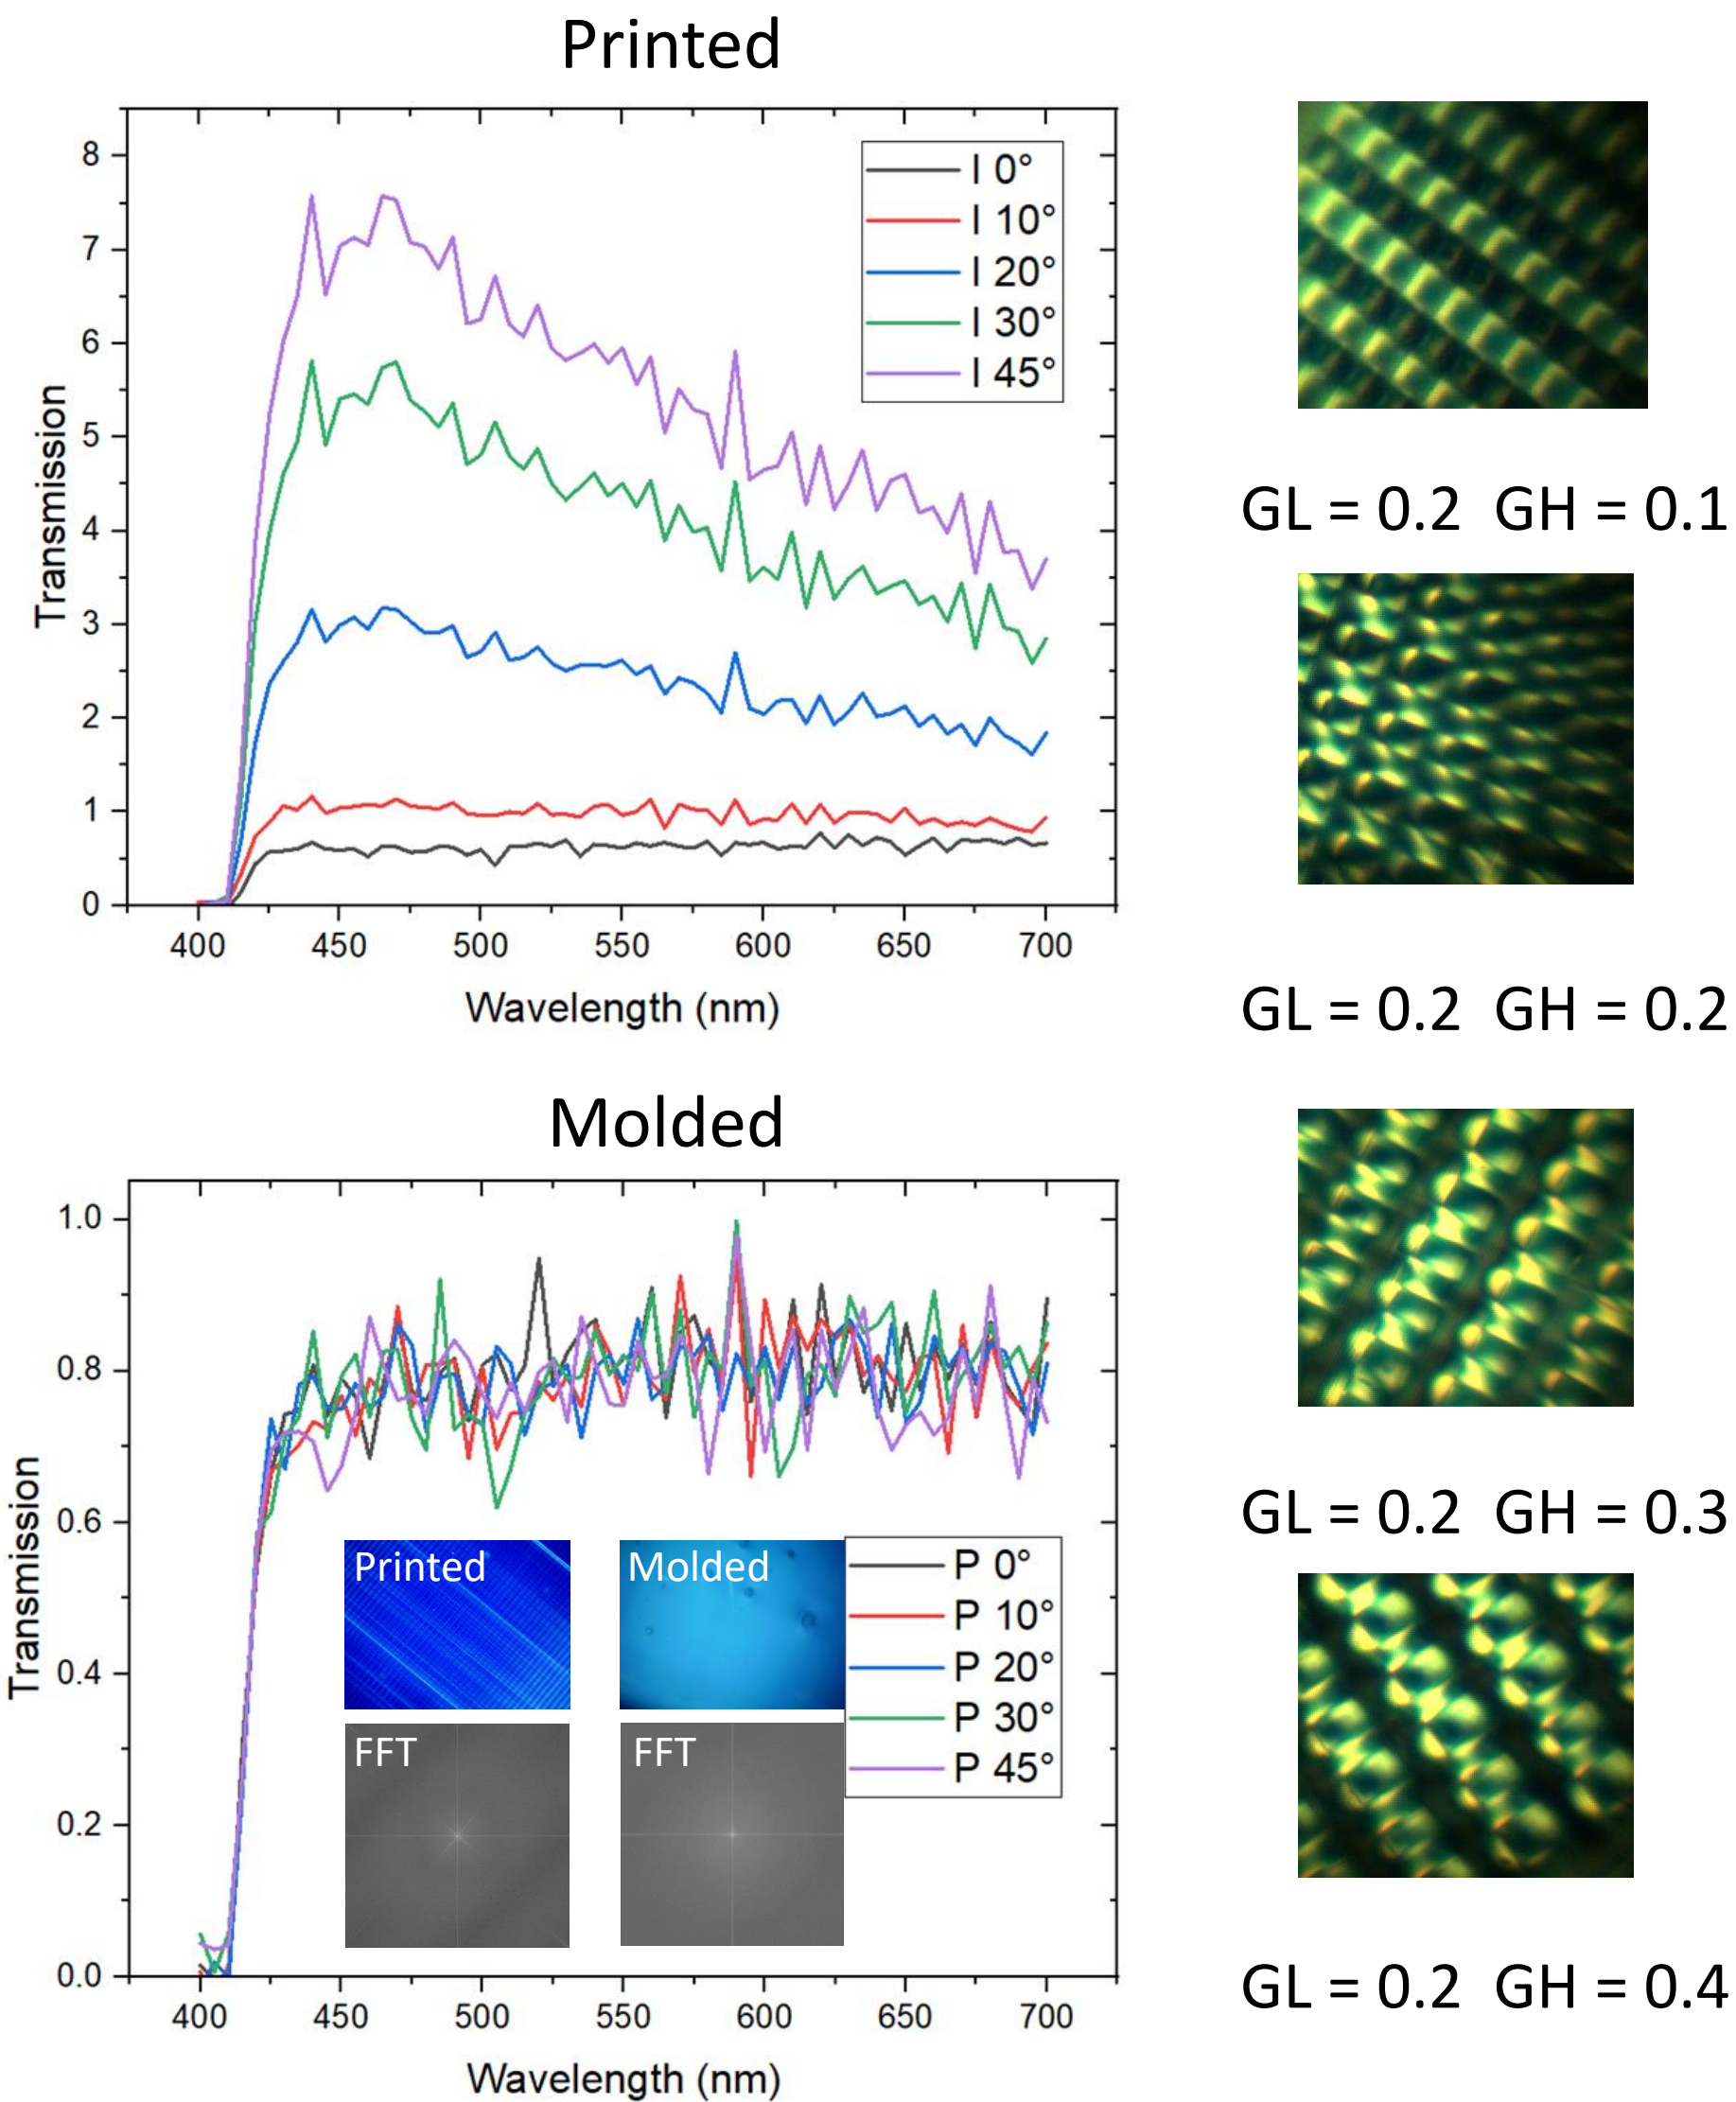 Printed
8
7
6
5
4
3
2
1
0
Transmission
I 0°
I 10°
I 20°
I 30°
I 45°
400 450 500 550 600 650 700
Wavelength (nm)
GL = 0.2 GH = 0.1
GL = 0.2 GH = 0.2
Molded
1.0
0.8
0.6
0.4
0.2
0.0
Transmission
Printed
Molded
FFT
FFT
P 0°
P 10°
P 20°
P 30°
P 45°
400 450 500 550 600 650 700
Wavelength (nm)
GL = 0.2 GH = 0.3
GL = 0.2 GH = 0.4